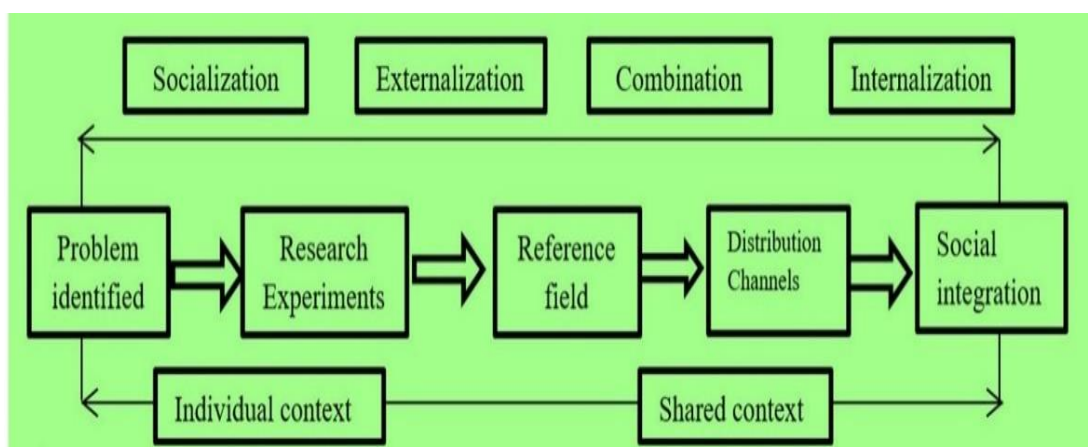 Socialization
Externalization
Combination
Internalization
Problem
identified
Research
Experiments
Reference
field
Distribution
Channels
Social
integration
Individual context
Shared context